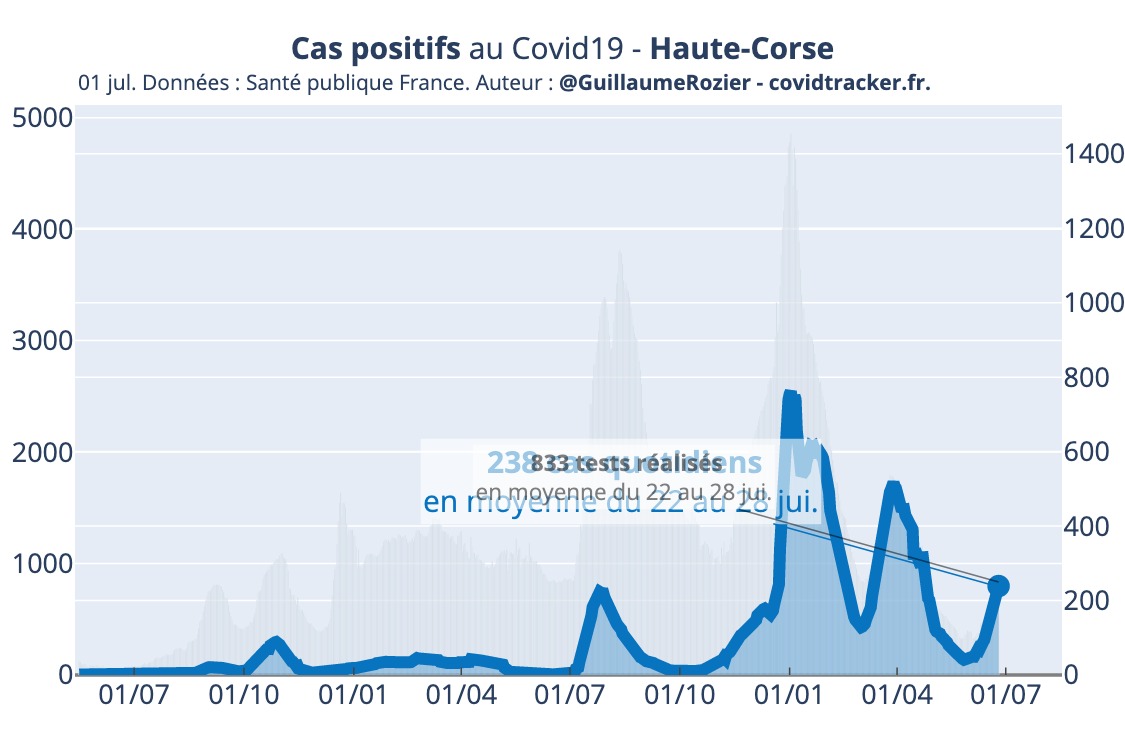 Cas positifs au Covid19 - Haute-Corse
01 jul. Données : Santé publique France. Auteur : @GuillaumeRozier - covidtracker.fr.
5000
4000
3000
2000
1000
0
1400
1200
1000
800
600
400
200
0
238 cas quotidiens
en moyenne du 22 au 28 jui.
833 tests réalisés
en moyenne du 22 au 28 jui.
01/07 01/10 01/01 01/04 01/07 01/10 01/01 01/04 01/07